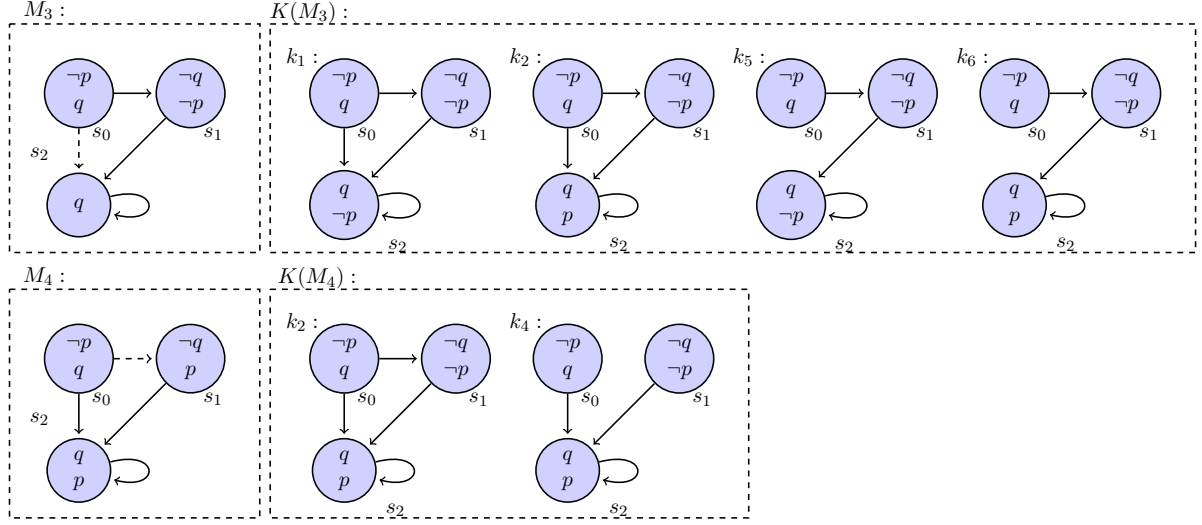 M₃ : K(M₃) :
k₁ : k₂ : k₅ : k₆ :
¬p ¬q ¬p ¬q ¬p ¬q ¬p ¬q ¬p ¬q
q ¬p q ¬p q ¬p q ¬p q ¬p
s₀ s₁ s₀ s₁ s₀ s₁ s₀ s₁ s₀ s₁
s₂
q q q q q
¬p p ¬p p
s₂ s₂ s₂ s₂
M₄ : K(M₄) :
k₂ : k₄ :
¬p ¬q ¬p ¬q ¬p ¬q
q p q ¬p q ¬p
s₀ s₁ s₀ s₁ s₀ s₁
s₂
q q q
p p p
s₂ s₂